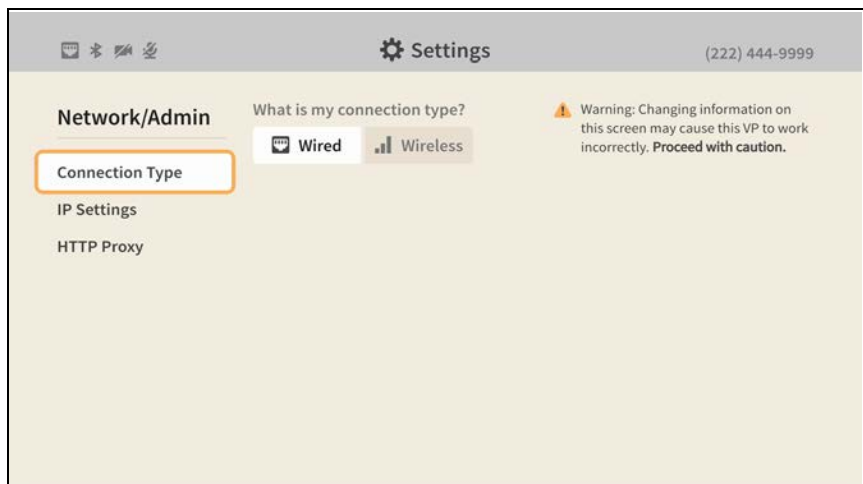 Settings
(222) 444-9999
Network/Admin
Connection Type
IP Settings
HTTP Proxy
What is my connection type?
Wired Wireless
Warning: Changing information on
this screen may cause this VP to work
incorrectly. Proceed with caution.